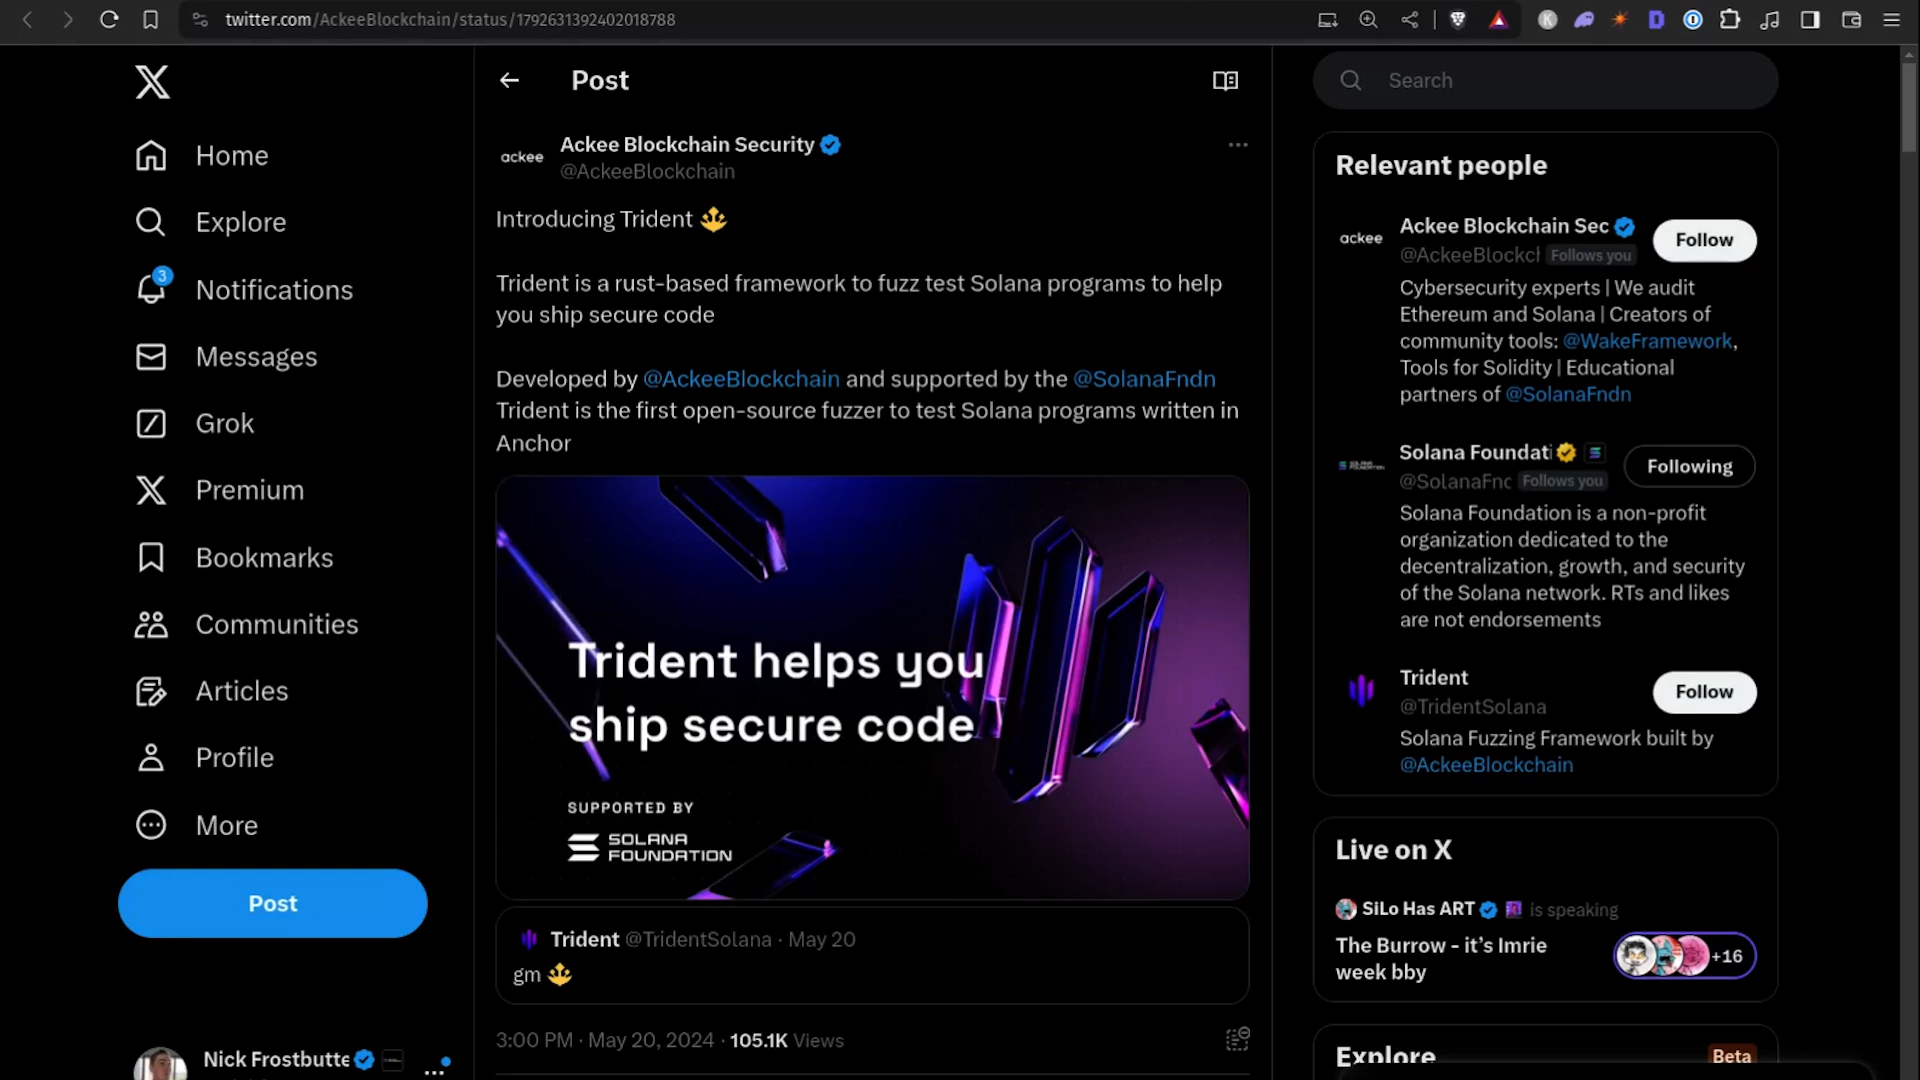 twitter.com/AckeeBlockchain/status/1792631392402018788
Home
Explore
3
Notifications
Messages
Grok
Premium
Bookmarks
Communities
Articles
Profile
More
Post
Nick Frostbutte
Post
ackee
Ackee Blockchain Security
@AckeeBlockchain
Introducing Trident
Trident is a rust-based framework to fuzz test Solana programs to help
you ship secure code
Developed by @AckeeBlockchain and supported by the @SolanaFndn
Trident is the first open-source fuzzer to test Solana programs written in
Anchor
Trident helps you
ship secure code
SUPPORTED BY
SOLANA
FOUNDATION
Trident @TridentSolana · May 20
gm
3:00 PM · May 20, 2024 · 105.1K Views
Search
Relevant people
ackee
Ackee Blockchain Sec
@AckeeBlockch Follows you
Follow
Cybersecurity experts | We audit
Ethereum and Solana | Creators of
community tools: @WakeFramework,
Tools for Solidity | Educational
partners of @SolanaFndn
Solana Foundati
@SolanaFnd Follows you
Following
Solana Foundation is a non-profit
organization dedicated to the
decentralization, growth, and security
of the Solana network. RTs and likes
are not endorsements
Trident
@TridentSolana
Follow
Solana Fuzzing Framework built by
@AckeeBlockchain
Live on X
SiLo Has ART is speaking
The Burrow - it’s Imrie
week bby
+16
Explore
Beta